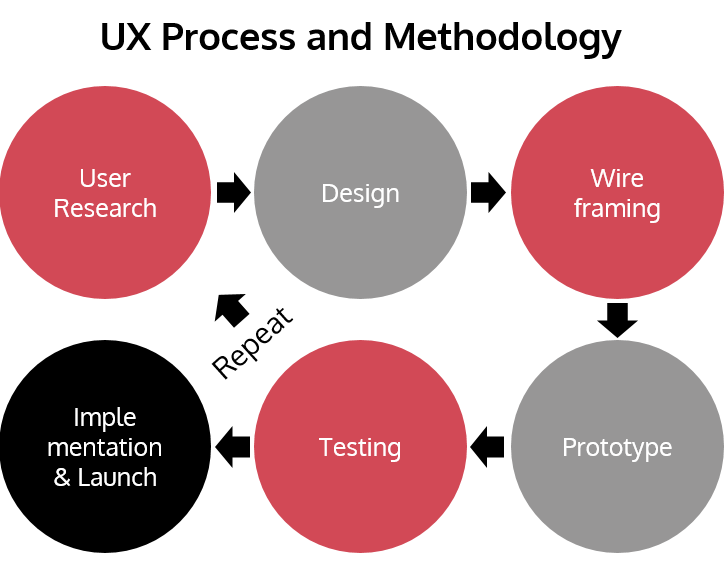 UX Process and Methodology
User
Research
Design
Wire
framing
Repeat
Imple
mentation
& Launch
Testing
Prototype